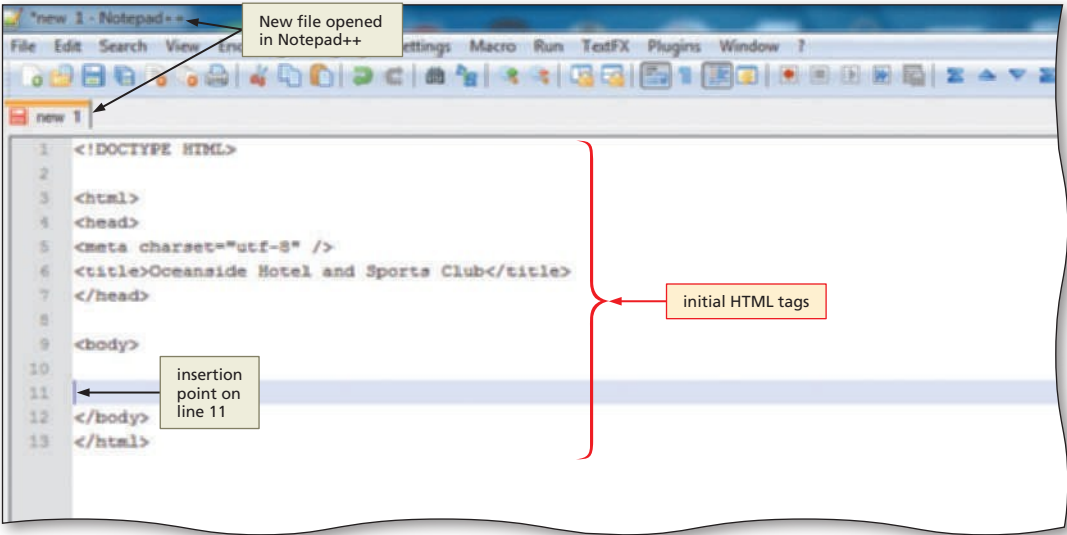 *new 1 - Notepad++
New file opened
in Notepad++
File Edit Search View Settings Macro Run TextFX Plugins Window ?
new 1
1 <!DOCTYPE HTML>
2
3 <html>
4 <head>
5 <meta charset="utf-8" />
6 <title>Oceanside Hotel and Sports Club</title>
7 </head>
8
9 <body>
10
11
12 </body>
13 </html>
initial HTML tags
insertion
point on
line 11